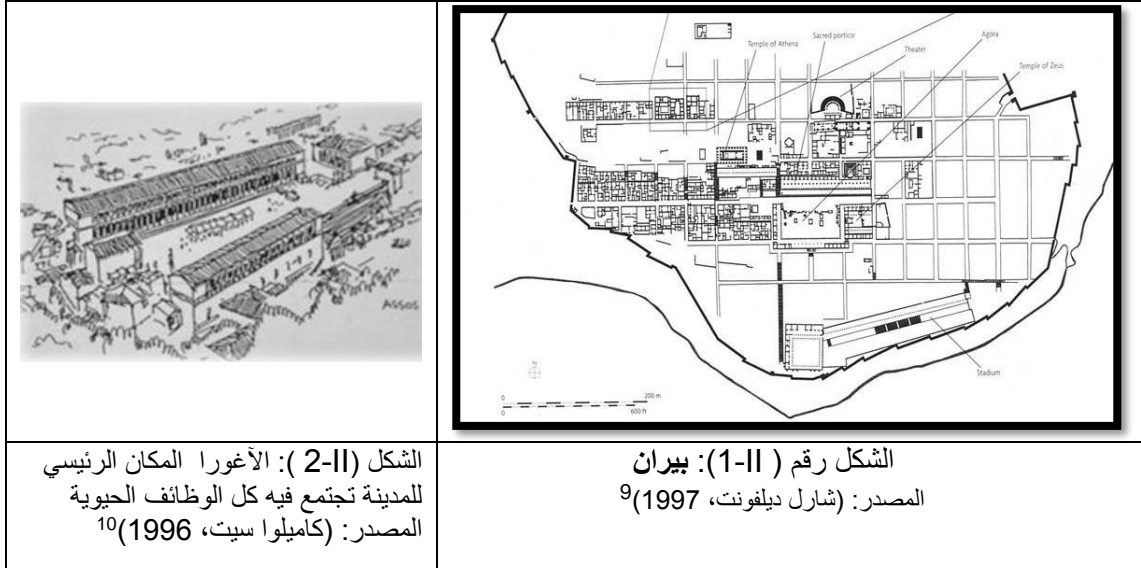 Temple of Athena
Sacred portico
Theater
Agora
Temple of Zeus
Stadium
N
0 200 m
0 600 ft
ASSOS
الشكل رقم ( II-1): بيران
المصدر: (شارل ديلفونت، 1997)9
الشكل (II-2 ): الآغورا المكان الرئيسي
للمدينة تجتمع فيه كل الوظائف الحيوية
المصدر: (كاميلوا سيت، 1996)10